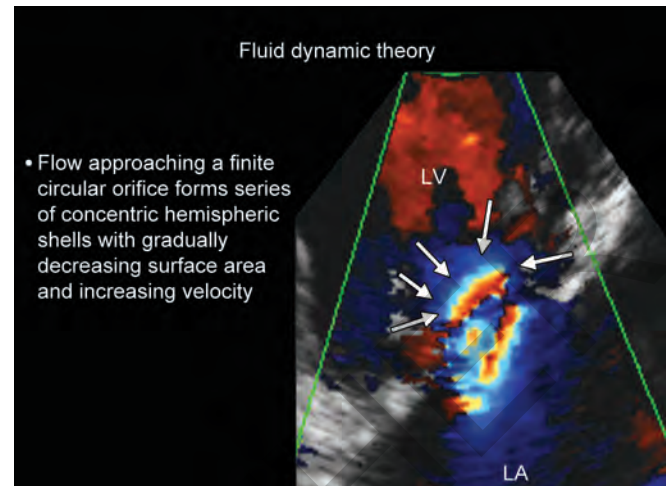 Fluid dynamic theory
• Flow approaching a finite
circular orifice forms series
of concentric hemispheric
shells with gradually
decreasing surface area
and increasing velocity
LV
LA